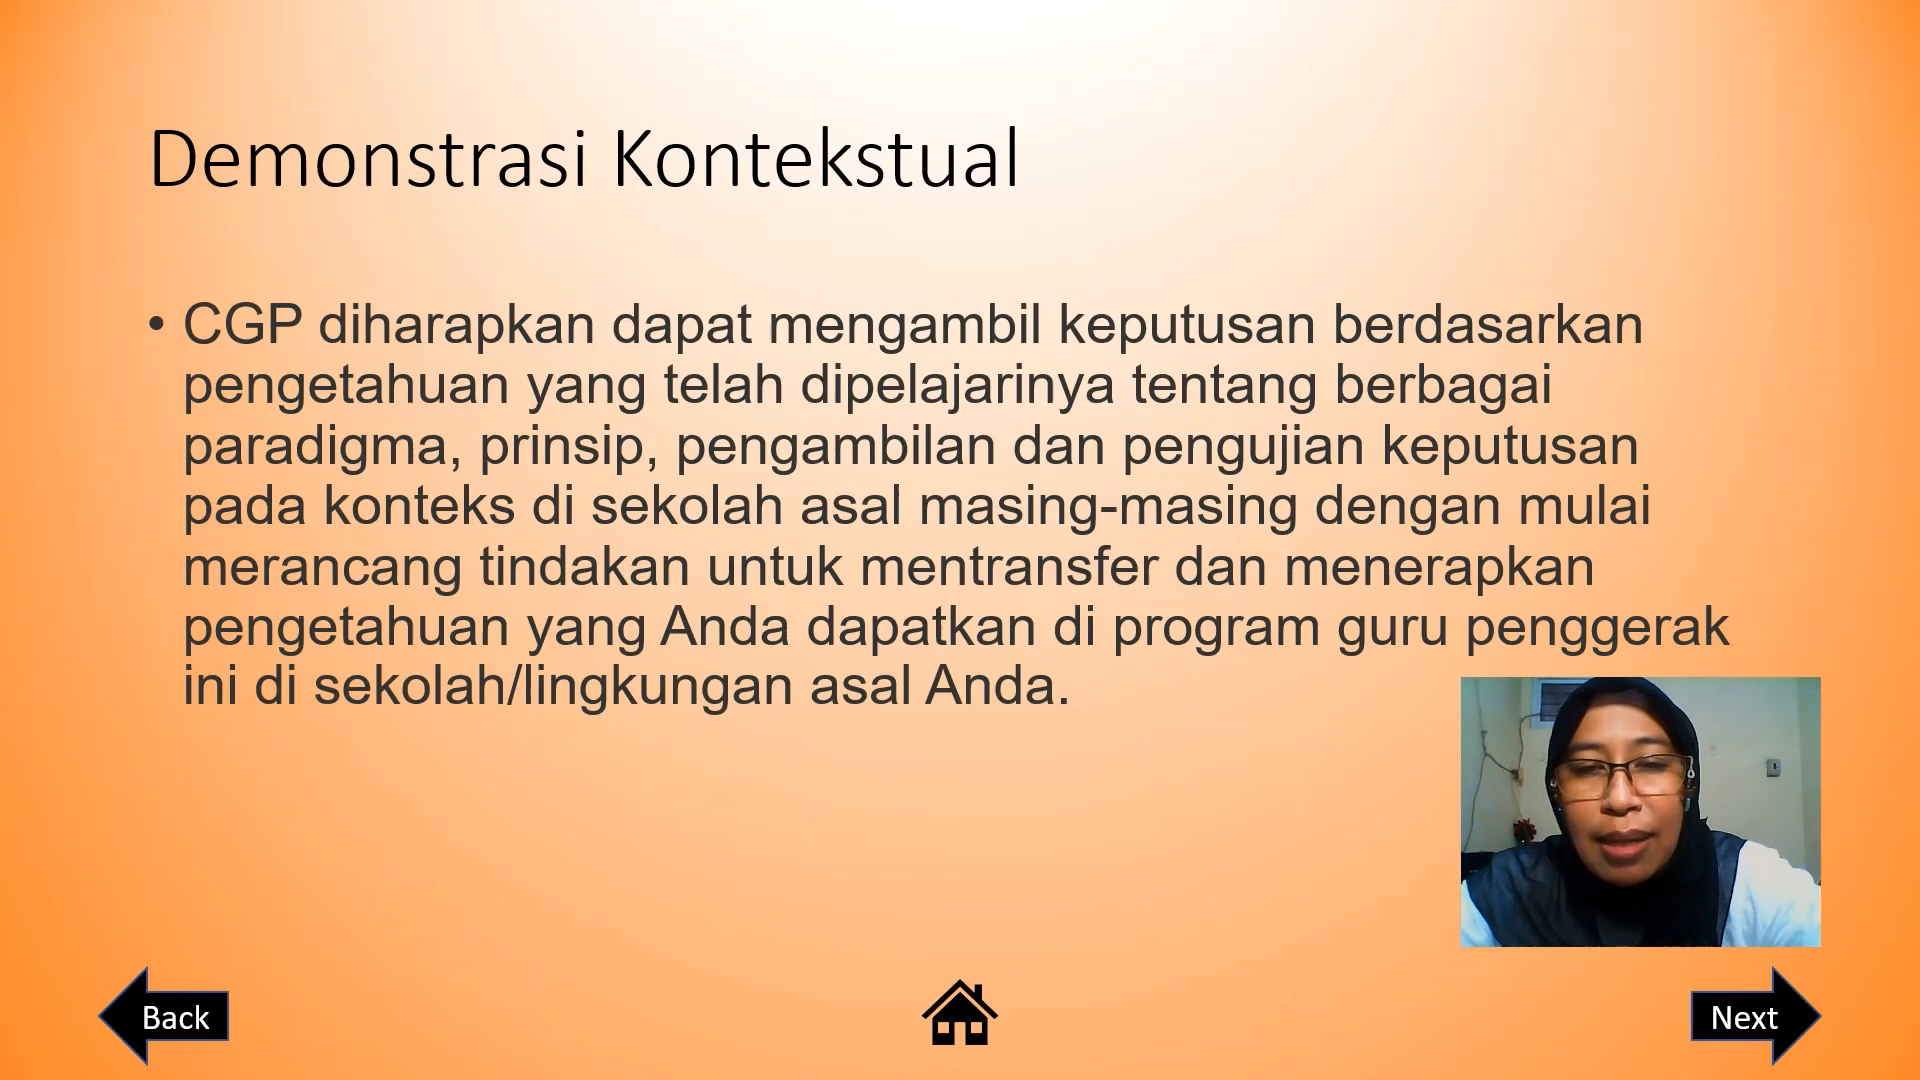 Demonstrasi Kontekstual
• CGP diharapkan dapat mengambil keputusan berdasarkan
pengetahuan yang telah dipelajarinya tentang berbagai
paradigma, prinsip, pengambilan dan pengujian keputusan
pada konteks di sekolah asal masing-masing dengan mulai
merancang tindakan untuk mentransfer dan menerapkan
pengetahuan yang Anda dapatkan di program guru penggerak
ini di sekolah/lingkungan asal Anda.
Back
Next